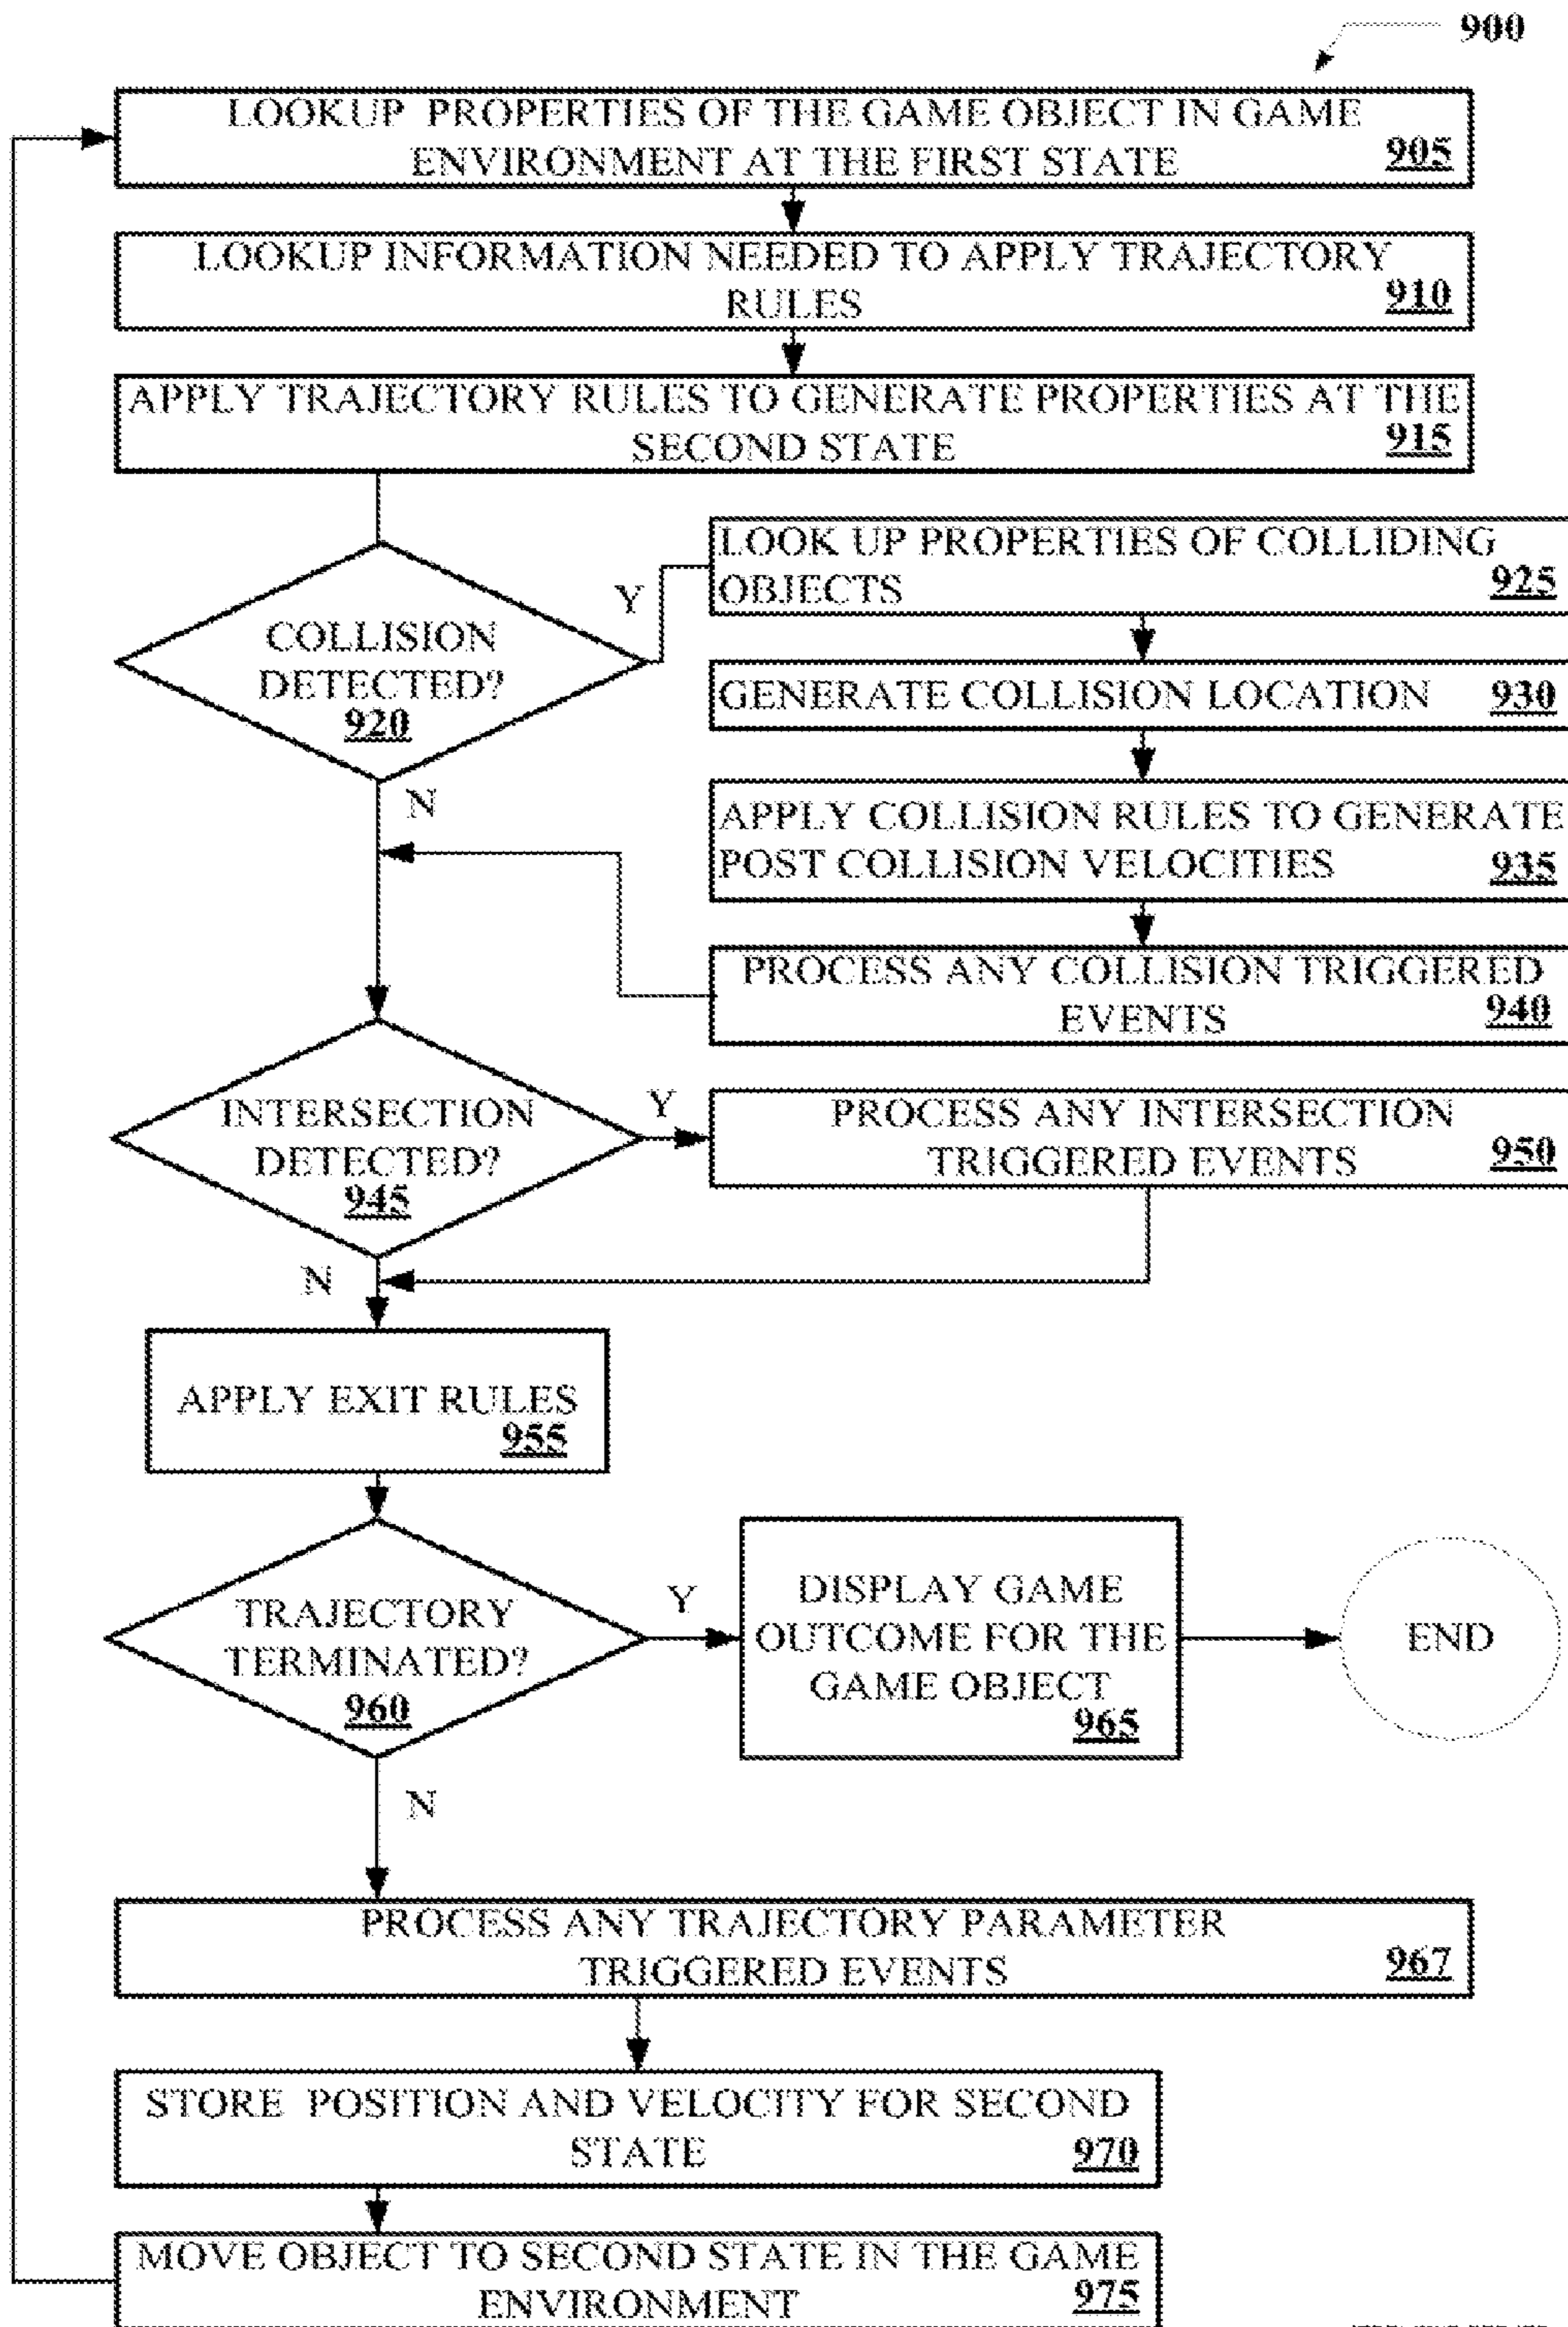 900
LOOKUP PROPERTIES OF THE GAME OBJECT IN GAME
ENVIRONMENT AT THE FIRST STATE
905
LOOKUP INFORMATION NEEDED TO APPLY TRAJECTORY
RULES
910
APPLY TRAJECTORY RULES TO GENERATE PROPERTIES AT THE
SECOND STATE
915
COLLISION
DETECTED?
920
Y
LOOK UP PROPERTIES OF COLLIDING
OBJECTS
925
GENERATE COLLISION LOCATION
930
APPLY COLLISION RULES TO GENERATE
POST COLLISION VELOCITIES
935
PROCESS ANY COLLISION TRIGGERED
EVENTS
940
N
INTERSECTION
DETECTED?
945
Y
PROCESS ANY INTERSECTION
TRIGGERED EVENTS
950
N
APPLY EXIT RULES
955
TRAJECTORY
TERMINATED?
960
Y
DISPLAY GAME
OUTCOME FOR THE
GAME OBJECT
965
END
N
PROCESS ANY TRAJECTORY PARAMETER
TRIGGERED EVENTS
967
STORE POSITION AND VELOCITY FOR SECOND
STATE
970
MOVE OBJECT TO SECOND STATE IN THE GAME
ENVIRONMENT
975